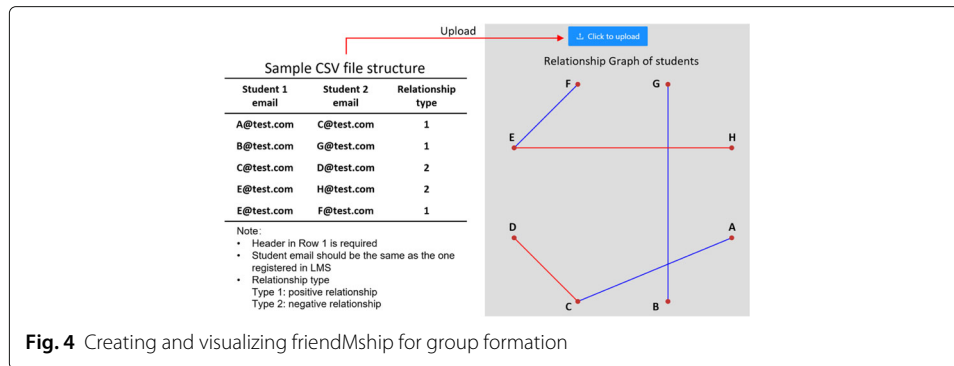 Upload
Click to upload
Sample CSV file structure
Student 1 email Student 2 email Relationship type
A@test.com C@test.com 1
B@test.com G@test.com 1
C@test.com D@test.com 2
E@test.com H@test.com 2
E@test.com F@test.com 1
Note:
• Header in Row 1 is required
• Student email should be the same as the one
registered in LMS
• Relationship type
Type 1: positive relationship
Type 2: negative relationship
Relationship Graph of students
F G
E H
D A
C B
Fig. 4 Creating and visualizing friendMship for group formation